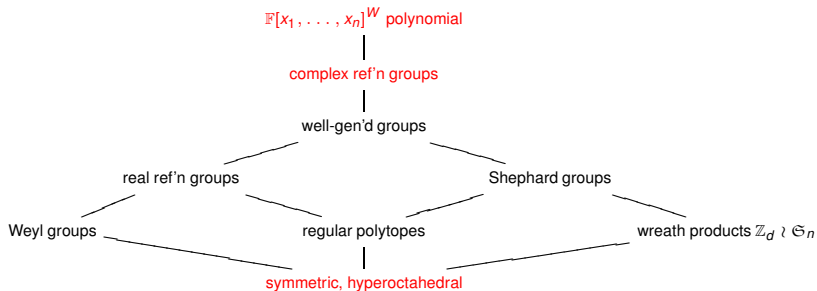 𝔽[x₁, . . . , xₙ]ᵂ polynomial
complex ref'n groups
well-gen'd groups
real ref'n groups
Shephard groups
Weyl groups
regular polytopes
wreath products ℤ_d ≀ 𝔖ₙ
symmetric, hyperoctahedral